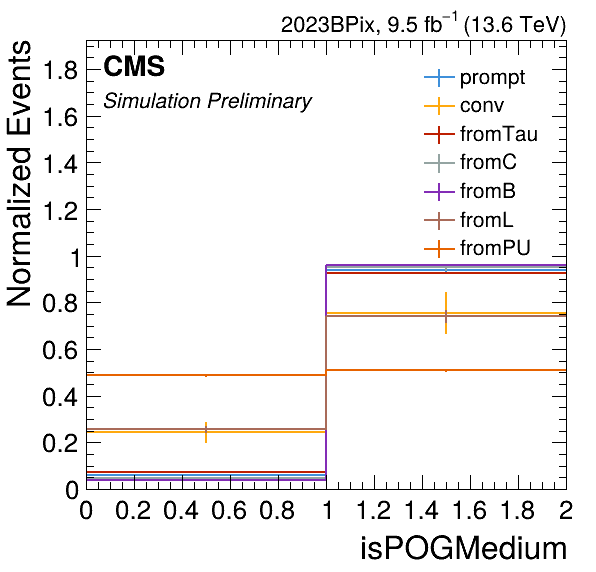 2023BPix, 9.5 fb⁻¹ (13.6 TeV)
CMS
Simulation Preliminary
prompt
conv
fromTau
fromC
fromB
fromL
fromPU
Normalized Events
1.8
1.6
1.4
1.2
1
0.8
0.6
0.4
0.2
0
0 0.2 0.4 0.6 0.8 1 1.2 1.4 1.6 1.8 2
isPOGMedium